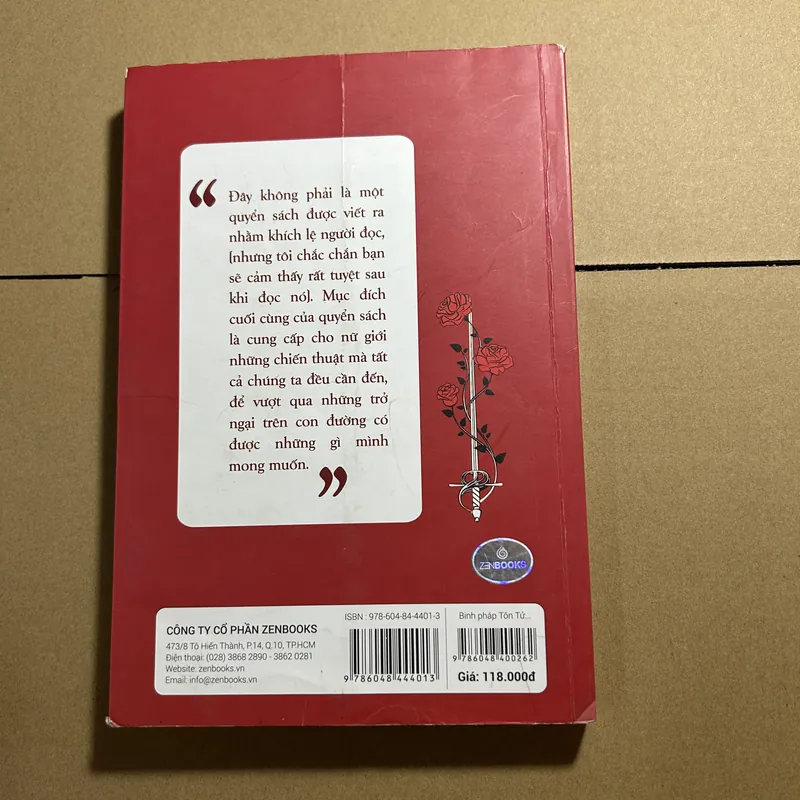 “
Đây không phải là một
quyển sách được viết ra
nhằm khích lệ người đọc,
[nhưng tôi chắc chắn bạn
sẽ cảm thấy rất tuyệt sau
khi đọc nó]. Mục đích
cuối cùng của quyển sách
là cung cấp cho nữ giới
những chiến thuật mà tất
cả chúng ta đều cần đến,
để vượt qua những trở
ngại trên con đường có
được những gì mình
mong muốn.
”
ZENBOOKS
CÔNG TY CỔ PHẦN ZENBOOKS
473/8 Tô Hiến Thành, P.14, Q.10, TP.HCM
Điện thoại: (028) 3868 2890 - 3862 0281
Website: zenbooks.vn
Email: info@zenbooks.vn
ISBN : 978-604-84-4401-3
9 786048 444013
Binh pháp Tôn Tử...
9 786048 400262
Giá: 118.000đ